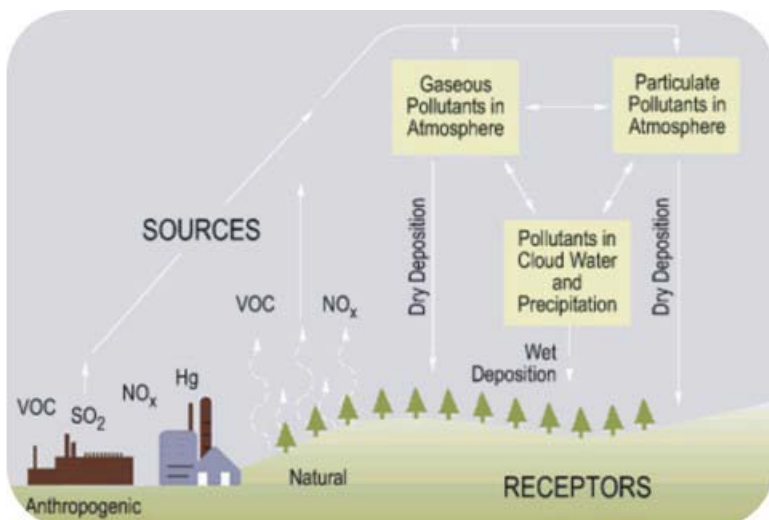 Gaseous
Pollutants in
Atmosphere
Particulate
Pollutants in
Atmosphere
SOURCES
Dry Deposition
Pollutants in
Cloud Water
and
Precipitation
Dry Deposition
VOC
NOₓ
Wet
Deposition
VOC
SO₂
NOₓ
Hg
Natural
RECEPTORS
Anthropogenic